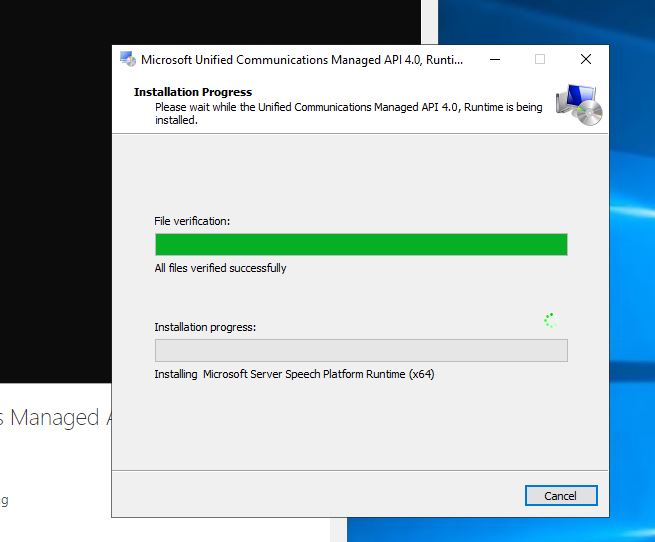 Microsoft Unified Communications Managed API 4.0, Runti...
Installation Progress
Please wait while the Unified Communications Managed API 4.0, Runtime is being
installed.
File verification:
All files verified successfully
Installation progress:
Installing Microsoft Server Speech Platform Runtime (x64)
s Managed A
g
Cancel